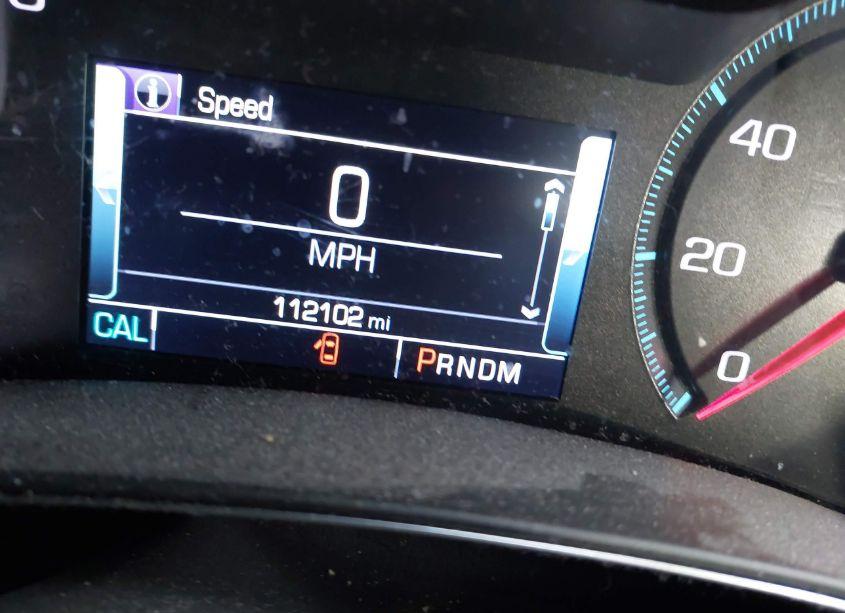 Speed
0
MPH
112102 mi
CAL
PRNDM
40
20
0